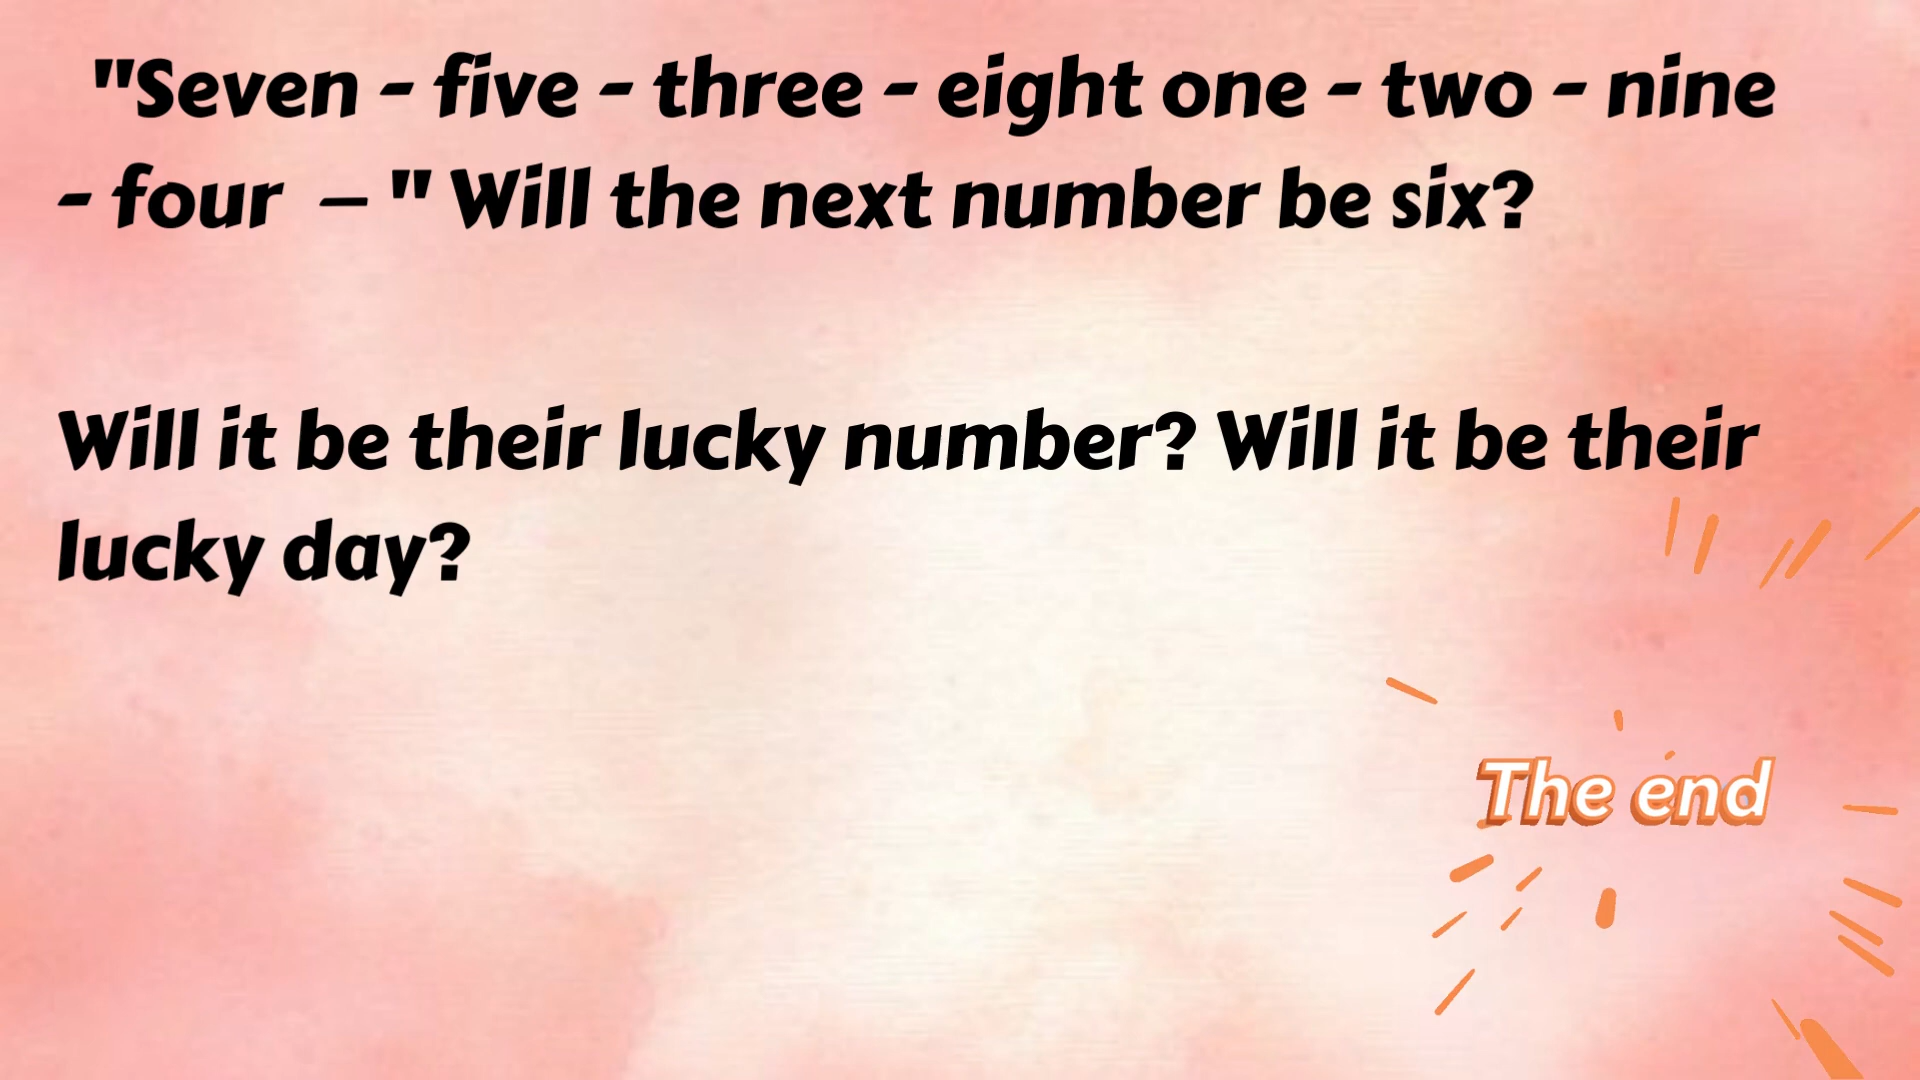 "Seven - five - three - eight one - two - nine
- four – " Will the next number be six?
Will it be their lucky number? Will it be their
lucky day?
The end